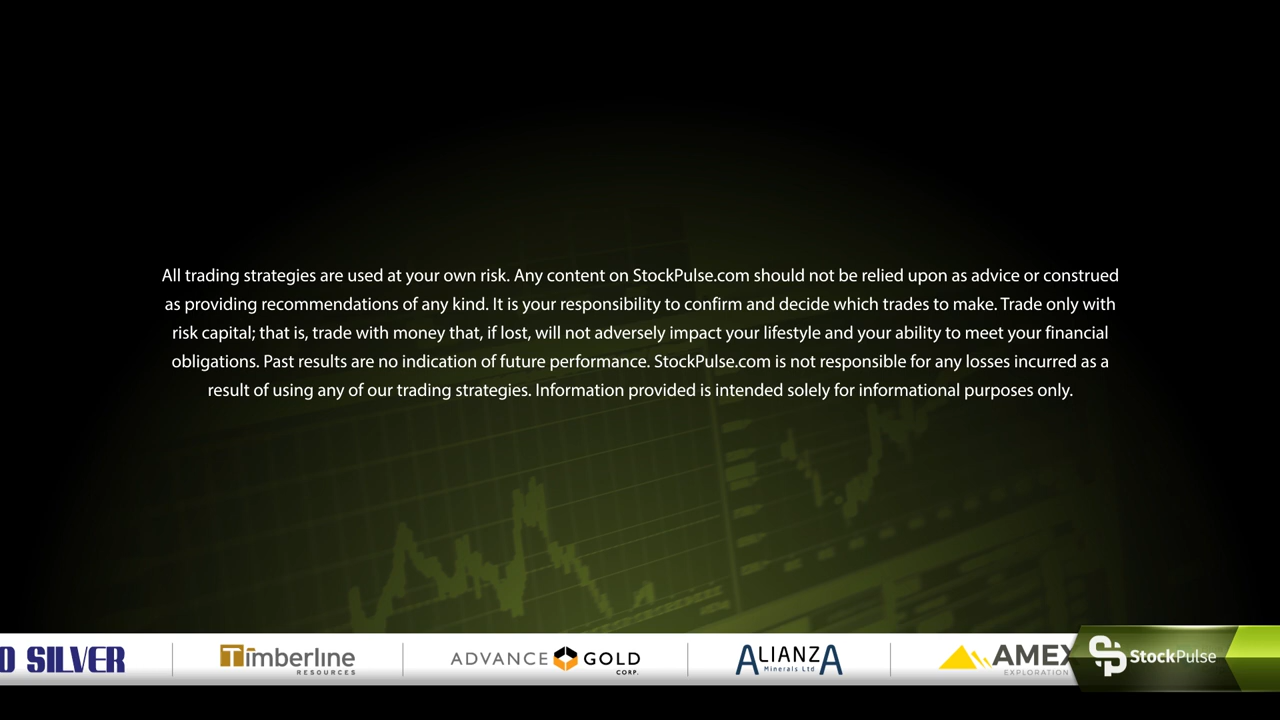 All trading strategies are used at your own risk. Any content on StockPulse.com should not be relied upon as advice or construed
as providing recommendations of any kind. It is your responsibility to confirm and decide which trades to make. Trade only with
risk capital; that is, trade with money that, if lost, will not adversely impact your lifestyle and your ability to meet your financial
obligations. Past results are no indication of future performance. StockPulse.com is not responsible for any losses incurred as a
result of using any of our trading strategies. Information provided is intended solely for informational purposes only.
D SILVER
Timberline
RESOURCES
ADVANCE GOLD
CORP.
ALIANZA
Minerals Ltd.
AMEX
EXPLORATION
StockPulse